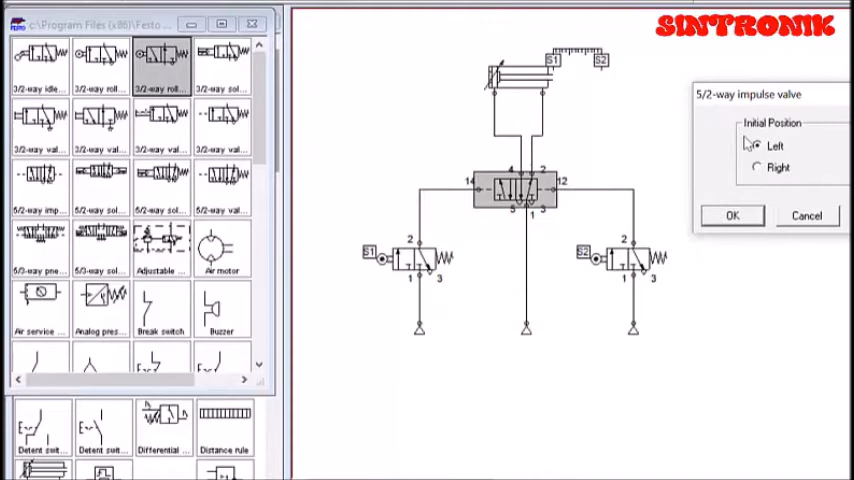 c:\Program Files (x86)\Festo ...
SINTRONIK
3/2-way idle...
3/2-way roll...
3/2-way roll...
3/2-way sol...
3/2-way val...
3/2-way val...
3/2-way val...
3/2-way val...
5/2-way imp...
5/2-way sol...
5/2-way sol...
5/2-way val...
5/3-way pne...
5/3-way sol...
Adjustable ...
Air motor
Air service ...
Analog pres...
Break switch
Buzzer
Detent swit...
Detent swit...
Differential ...
Distance rule
S1
S2
14
4
2
12
5
1
3
S1
2
1
3
S2
2
1
3
5/2-way impulse valve
Initial Position
Left
Right
OK
Cancel